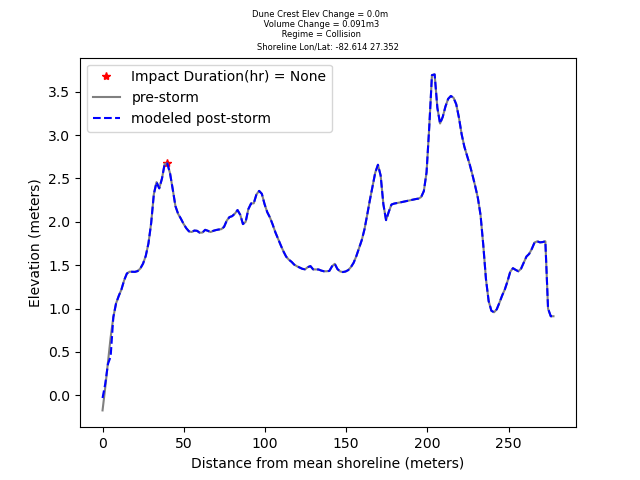 Dune Crest Elev Change = 0.0m
Volume Change = 0.091m3
Regime = Collision
Shoreline Lon/Lat: -82.614 27.352
Impact Duration(hr) = None
pre-storm
modeled post-storm
Elevation (meters)
3.5
3.0
2.5
2.0
1.5
1.0
0.5
0.0
0 50 100 150 200 250
Distance from mean shoreline (meters)